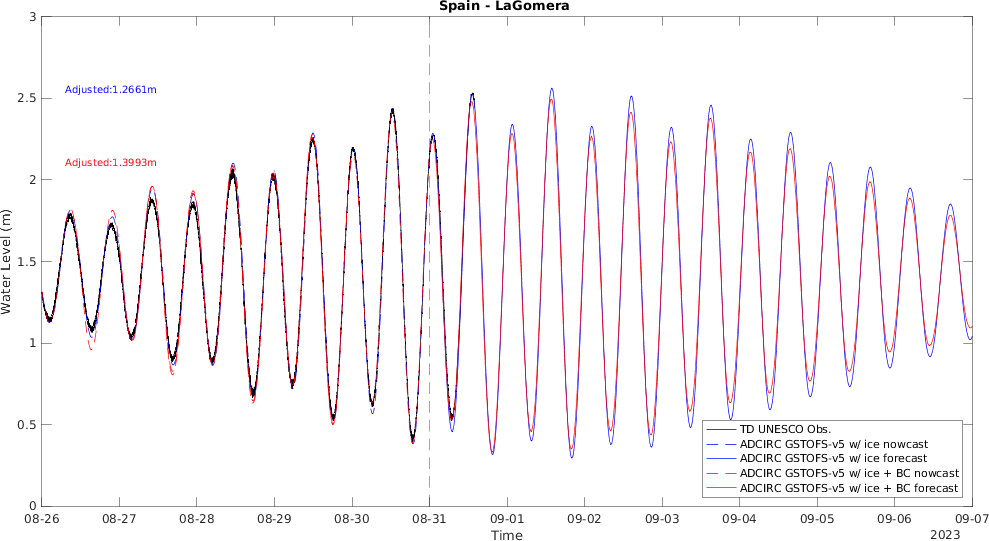 Spain - LaGomera
Water Level (m)
3
2.5
2
1.5
1
0.5
0
Adjusted:1.2661m
Adjusted:1.3993m
TD UNESCO Obs.
ADCIRC GSTOFS-v5 w/ ice nowcast
ADCIRC GSTOFS-v5 w/ ice forecast
ADCIRC GSTOFS-v5 w/ ice + BC nowcast
ADCIRC GSTOFS-v5 w/ ice + BC forecast
08-26 08-27 08-28 08-29 08-30 08-31 09-01 09-02 09-03 09-04 09-05 09-06 09-07
Time
2023